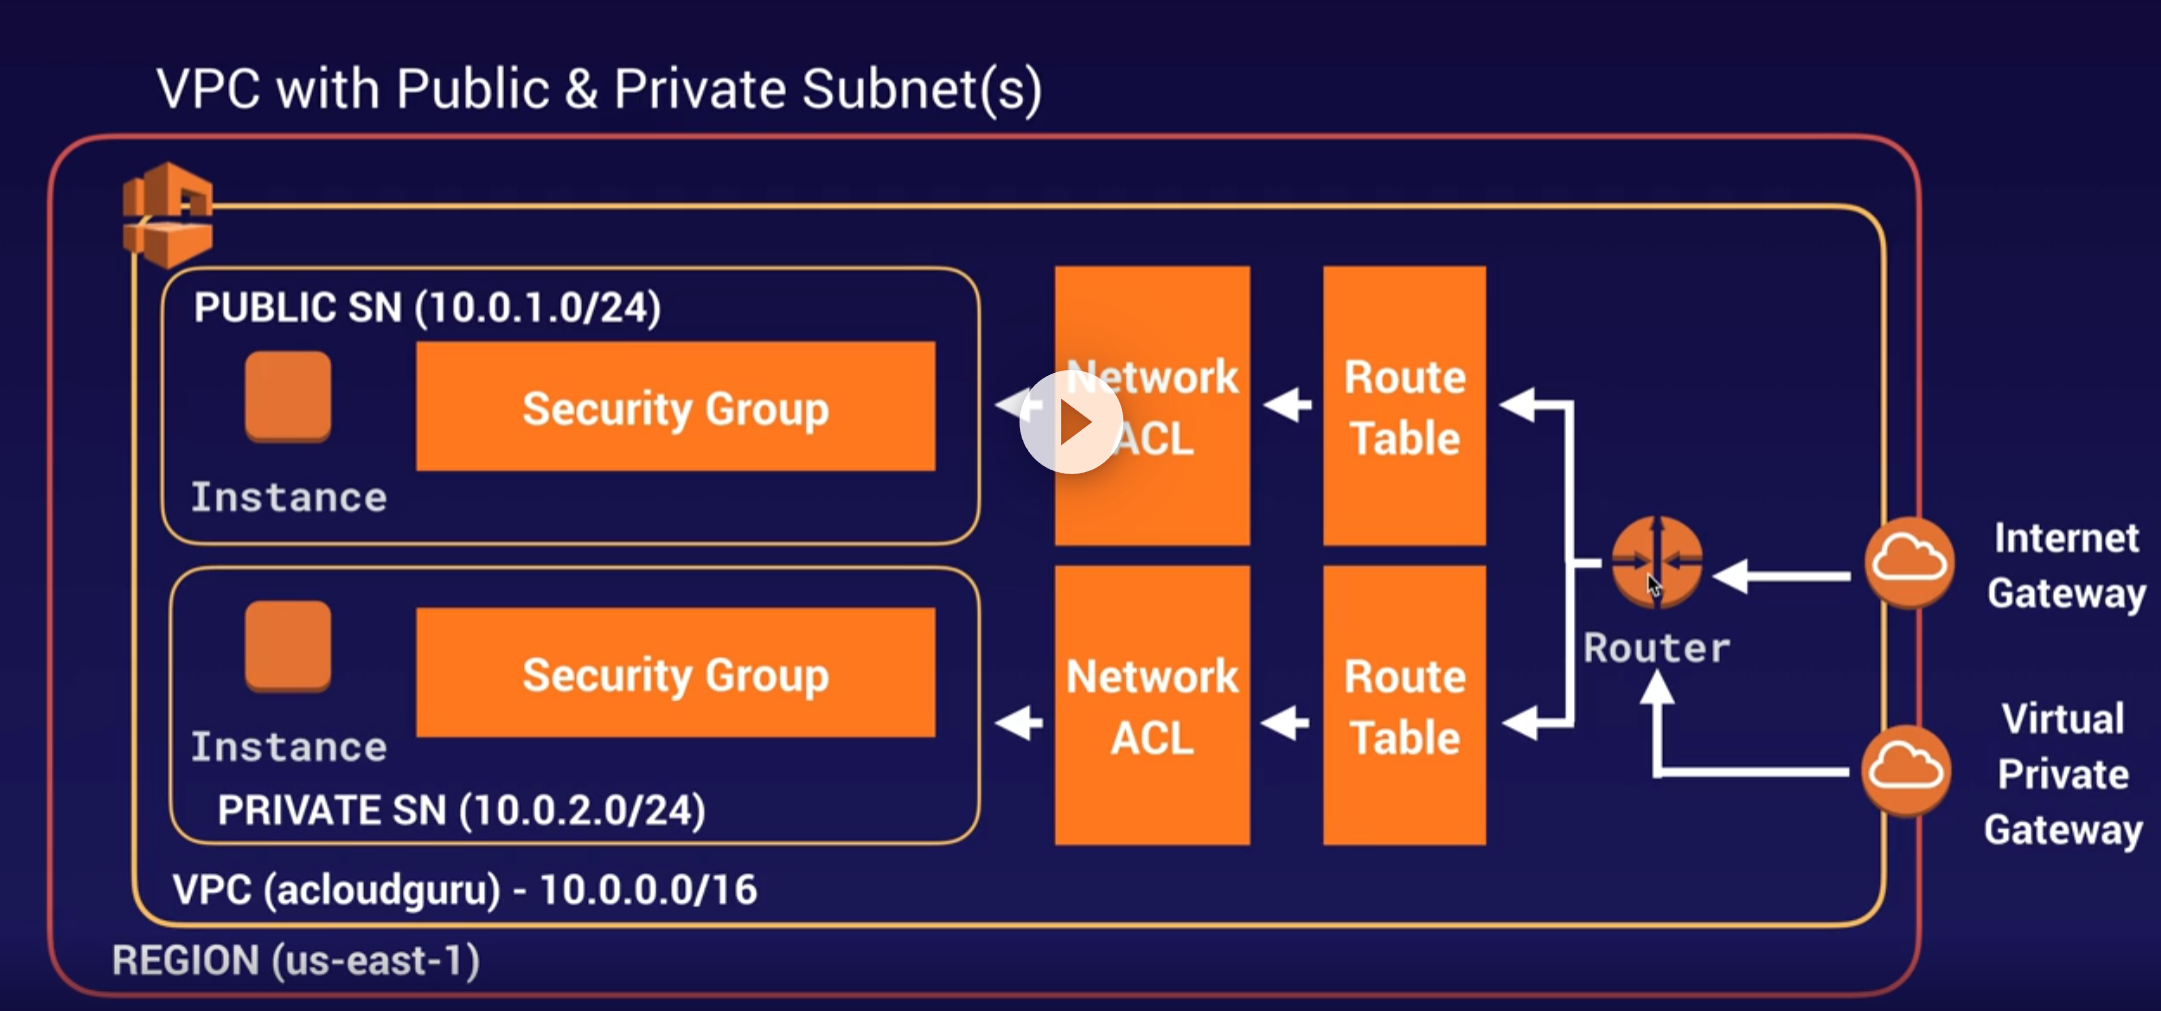 VPC with Public & Private Subnet(s)
PUBLIC SN (10.0.1.0/24)
Security Group
Instance
Network
ACL
Route
Table
Internet
Gateway
Router
Security Group
Instance
PRIVATE SN (10.0.2.0/24)
Network
ACL
Route
Table
Virtual
Private
Gateway
VPC (acloudguru) - 10.0.0.0/16
REGION (us-east-1)